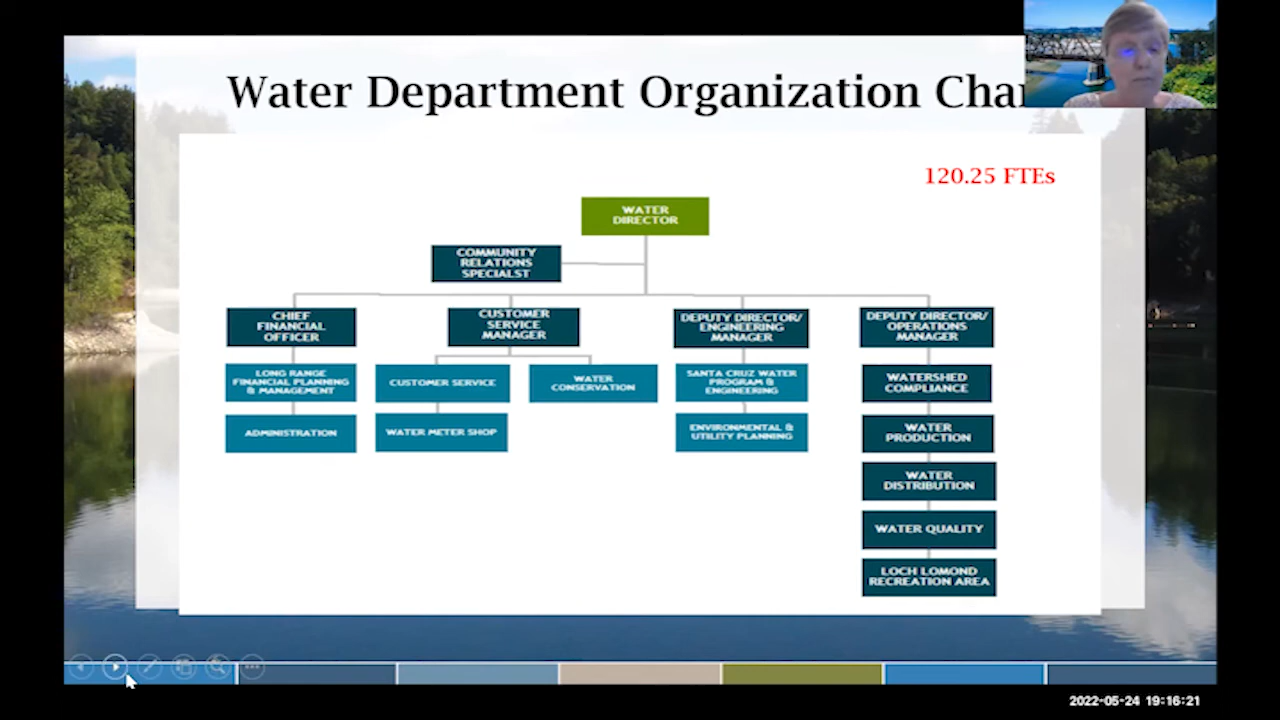 Water Department Organization Cha
120.25 FTEs
WATER
DIRECTOR
COMMUNITY
RELATIONS
SPECIALST
CHIEF
FINANCIAL
OFFICER
CUSTOMER
SERVICE
MANAGER
DEPUTY DIRECTOR/
ENGINEERING
MANAGER
DEPUTY DIRECTOR/
OPERATIONS
MANAGER
LONG RANGE
FINANCIAL PLANNING
& MANAGEMENT
CUSTOMER SERVICE
WATER
CONSERVATION
SANTA CRUZ WATER
PROGRAM &
ENGINEERING
WATERSHED
COMPLIANCE
ADMINISTRATION
WATER METER SHOP
ENVIRONMENTAL &
UTILITY PLANNING
WATER
PRODUCTION
WATER
DISTRIBUTION
WATER QUALITY
LOCH LOMOND
RECREATION AREA
2022-05-24 19:16:21